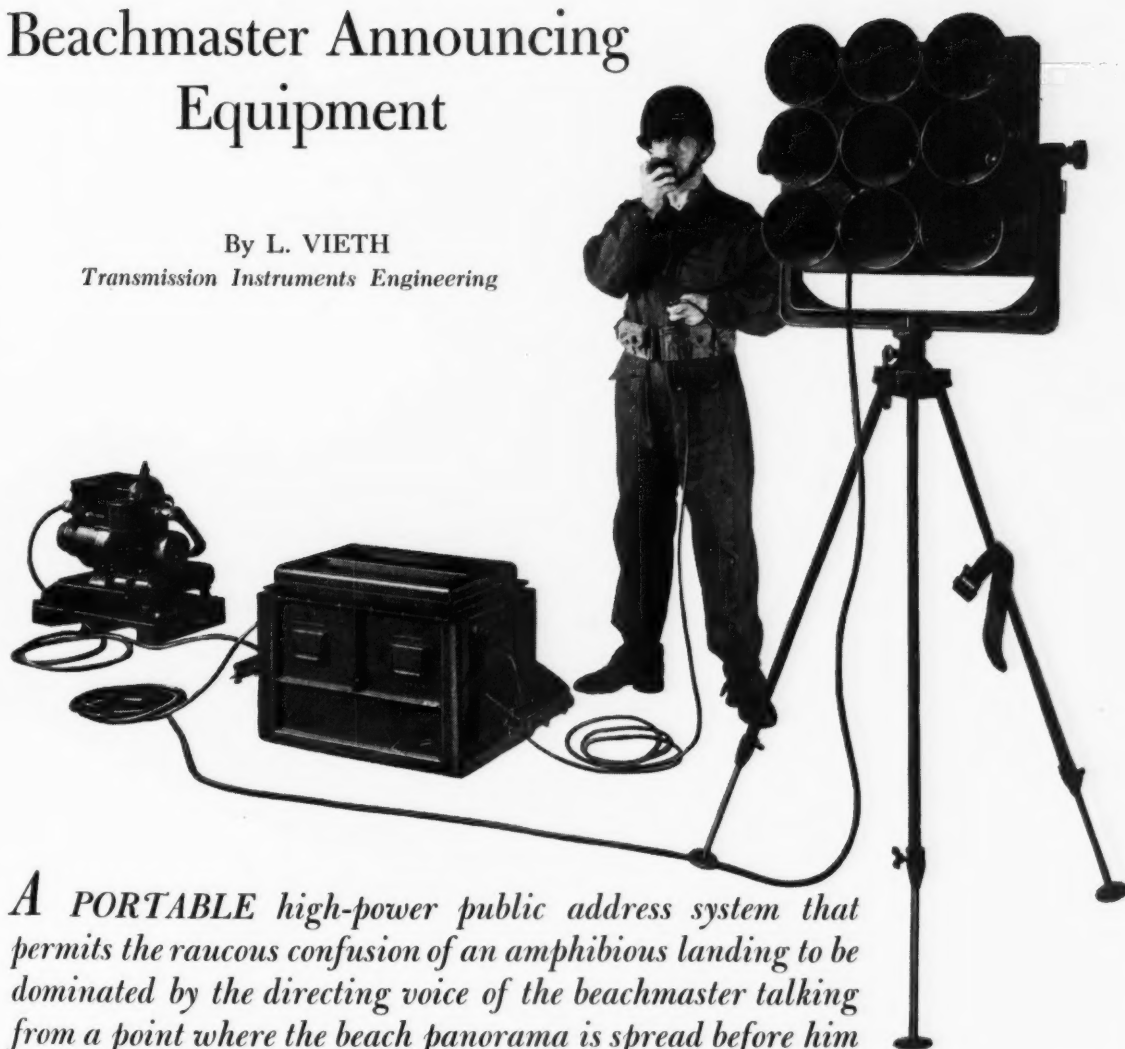 Beachmaster Announcing
Equipment
By L. VIETH
Transmission Instruments Engineering
A PORTABLE high-power public address system that
permits the raucous confusion of an amphibious landing to be
dominated by the directing voice of the beachmaster talking
from a point where the beach panorama is spread before him